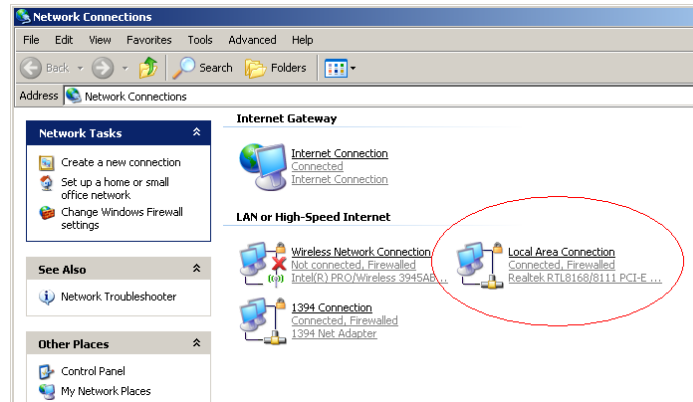 Network Connections
File Edit View Favorites Tools Advanced Help
Back Search Folders
Address Network Connections
Network Tasks
Create a new connection
Set up a home or small
office network
Change Windows Firewall
settings
See Also
Network Troubleshooter
Other Places
Control Panel
My Network Places
Internet Gateway
Internet Connection
Connected
Internet Connection
LAN or High-Speed Internet
Wireless Network Connection
Not connected, Firewalled
Intel(R) PRO/Wireless 3945AB...
Local Area Connection
Connected, Firewalled
Realtek RTL8168/8111 PCI-E ...
1394 Connection
Connected, Firewalled
1394 Net Adapter